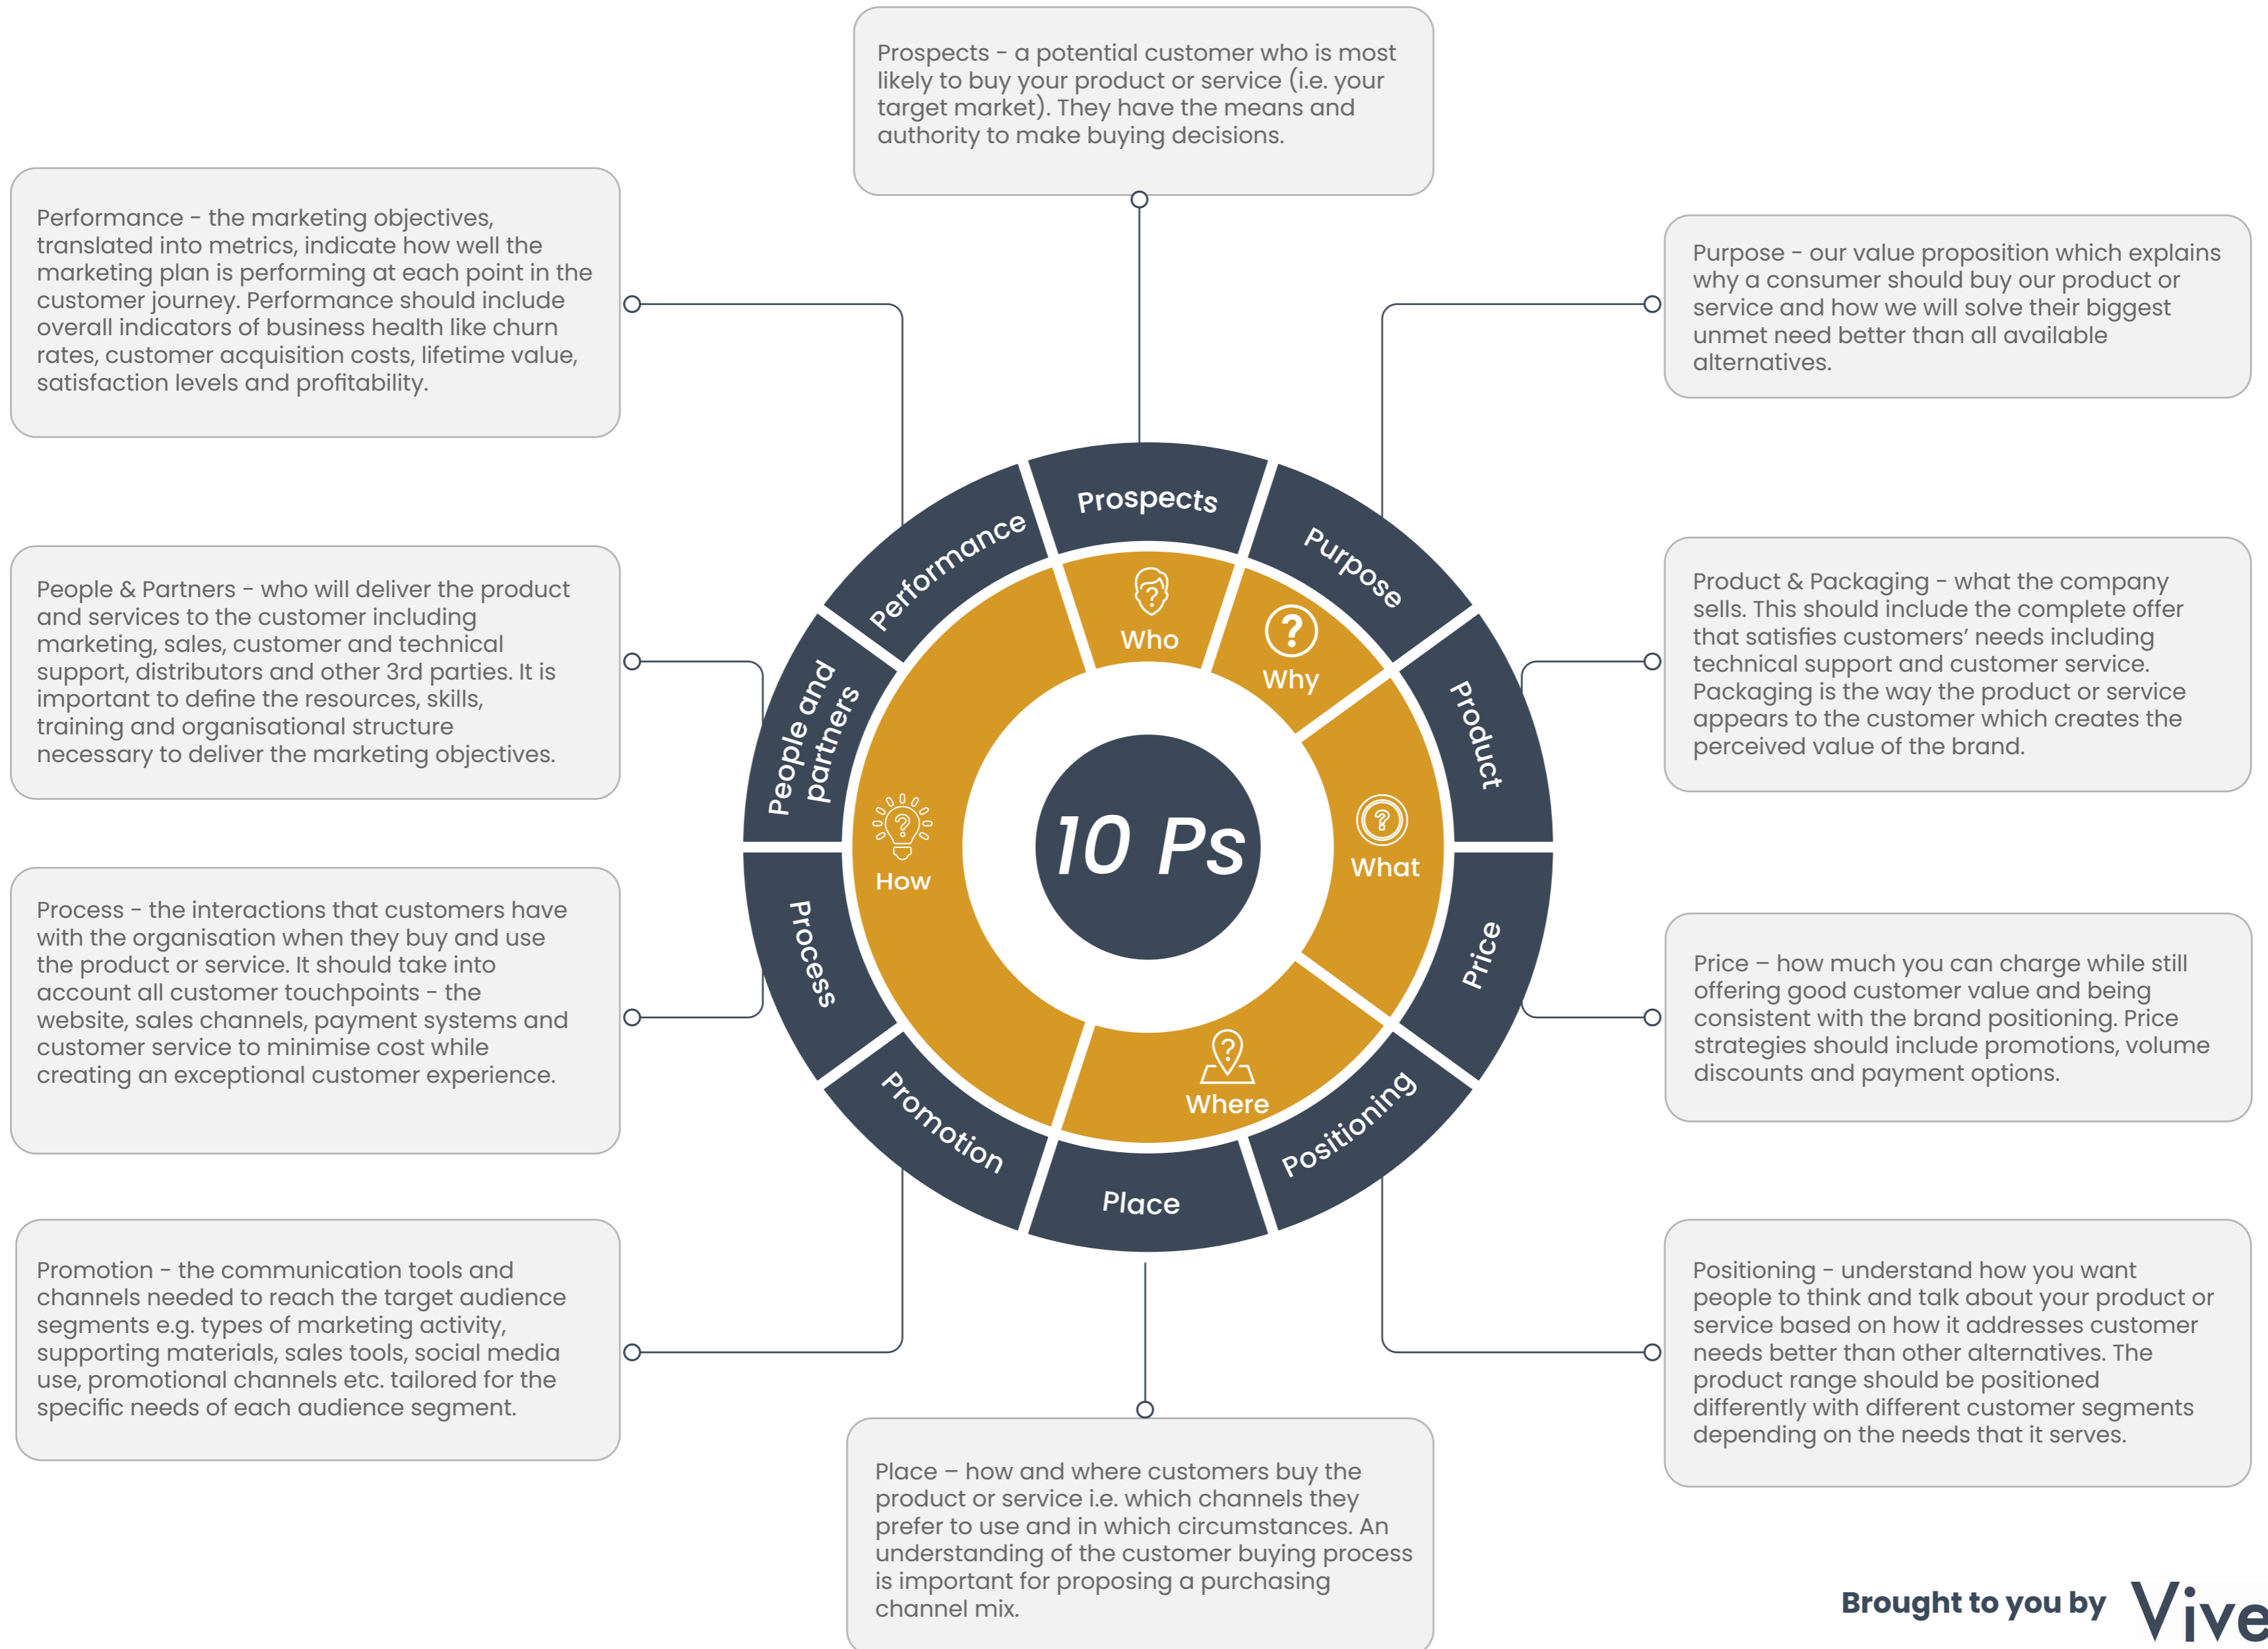 Prospects - a potential customer who is most
likely to buy your product or service (i.e. your
target market). They have the means and
authority to make buying decisions.
Performance - the marketing objectives,
translated into metrics, indicate how well the
marketing plan is performing at each point in the
customer journey. Performance should include
overall indicators of business health like churn
rates, customer acquisition costs, lifetime value,
satisfaction levels and profitability.
Purpose - our value proposition which explains
why a consumer should buy our product or
service and how we will solve their biggest
unmet need better than all available
alternatives.
People & Partners - who will deliver the product
and services to the customer including
marketing, sales, customer and technical
support, distributors and other 3rd parties. It is
important to define the resources, skills,
training and organisational structure
necessary to deliver the marketing objectives.
Product & Packaging - what the company
sells. This should include the complete offer
that satisfies customers’ needs including
technical support and customer service.
Packaging is the way the product or service
appears to the customer which creates the
perceived value of the brand.
Process - the interactions that customers have
with the organisation when they buy and use
the product or service. It should take into
account all customer touchpoints - the
website, sales channels, payment systems and
customer service to minimise cost while
creating an exceptional customer experience.
Price – how much you can charge while still
offering good customer value and being
consistent with the brand positioning. Price
strategies should include promotions, volume
discounts and payment options.
Promotion - the communication tools and
channels needed to reach the target audience
segments e.g. types of marketing activity,
supporting materials, sales tools, social media
use, promotional channels etc. tailored for the
specific needs of each audience segment.
Positioning - understand how you want
people to think and talk about your product or
service based on how it addresses customer
needs better than other alternatives. The
product range should be positioned
differently with different customer segments
depending on the needs that it serves.
Place – how and where customers buy the
product or service i.e. which channels they
prefer to use and in which circumstances. An
understanding of the customer buying process
is important for proposing a purchasing
channel mix.
Prospects
Purpose
Product
Price
Positioning
Place
Promotion
Process
People and
partners
Performance
Who
Why
What
Where
How
10 Ps
Brought to you by Vive